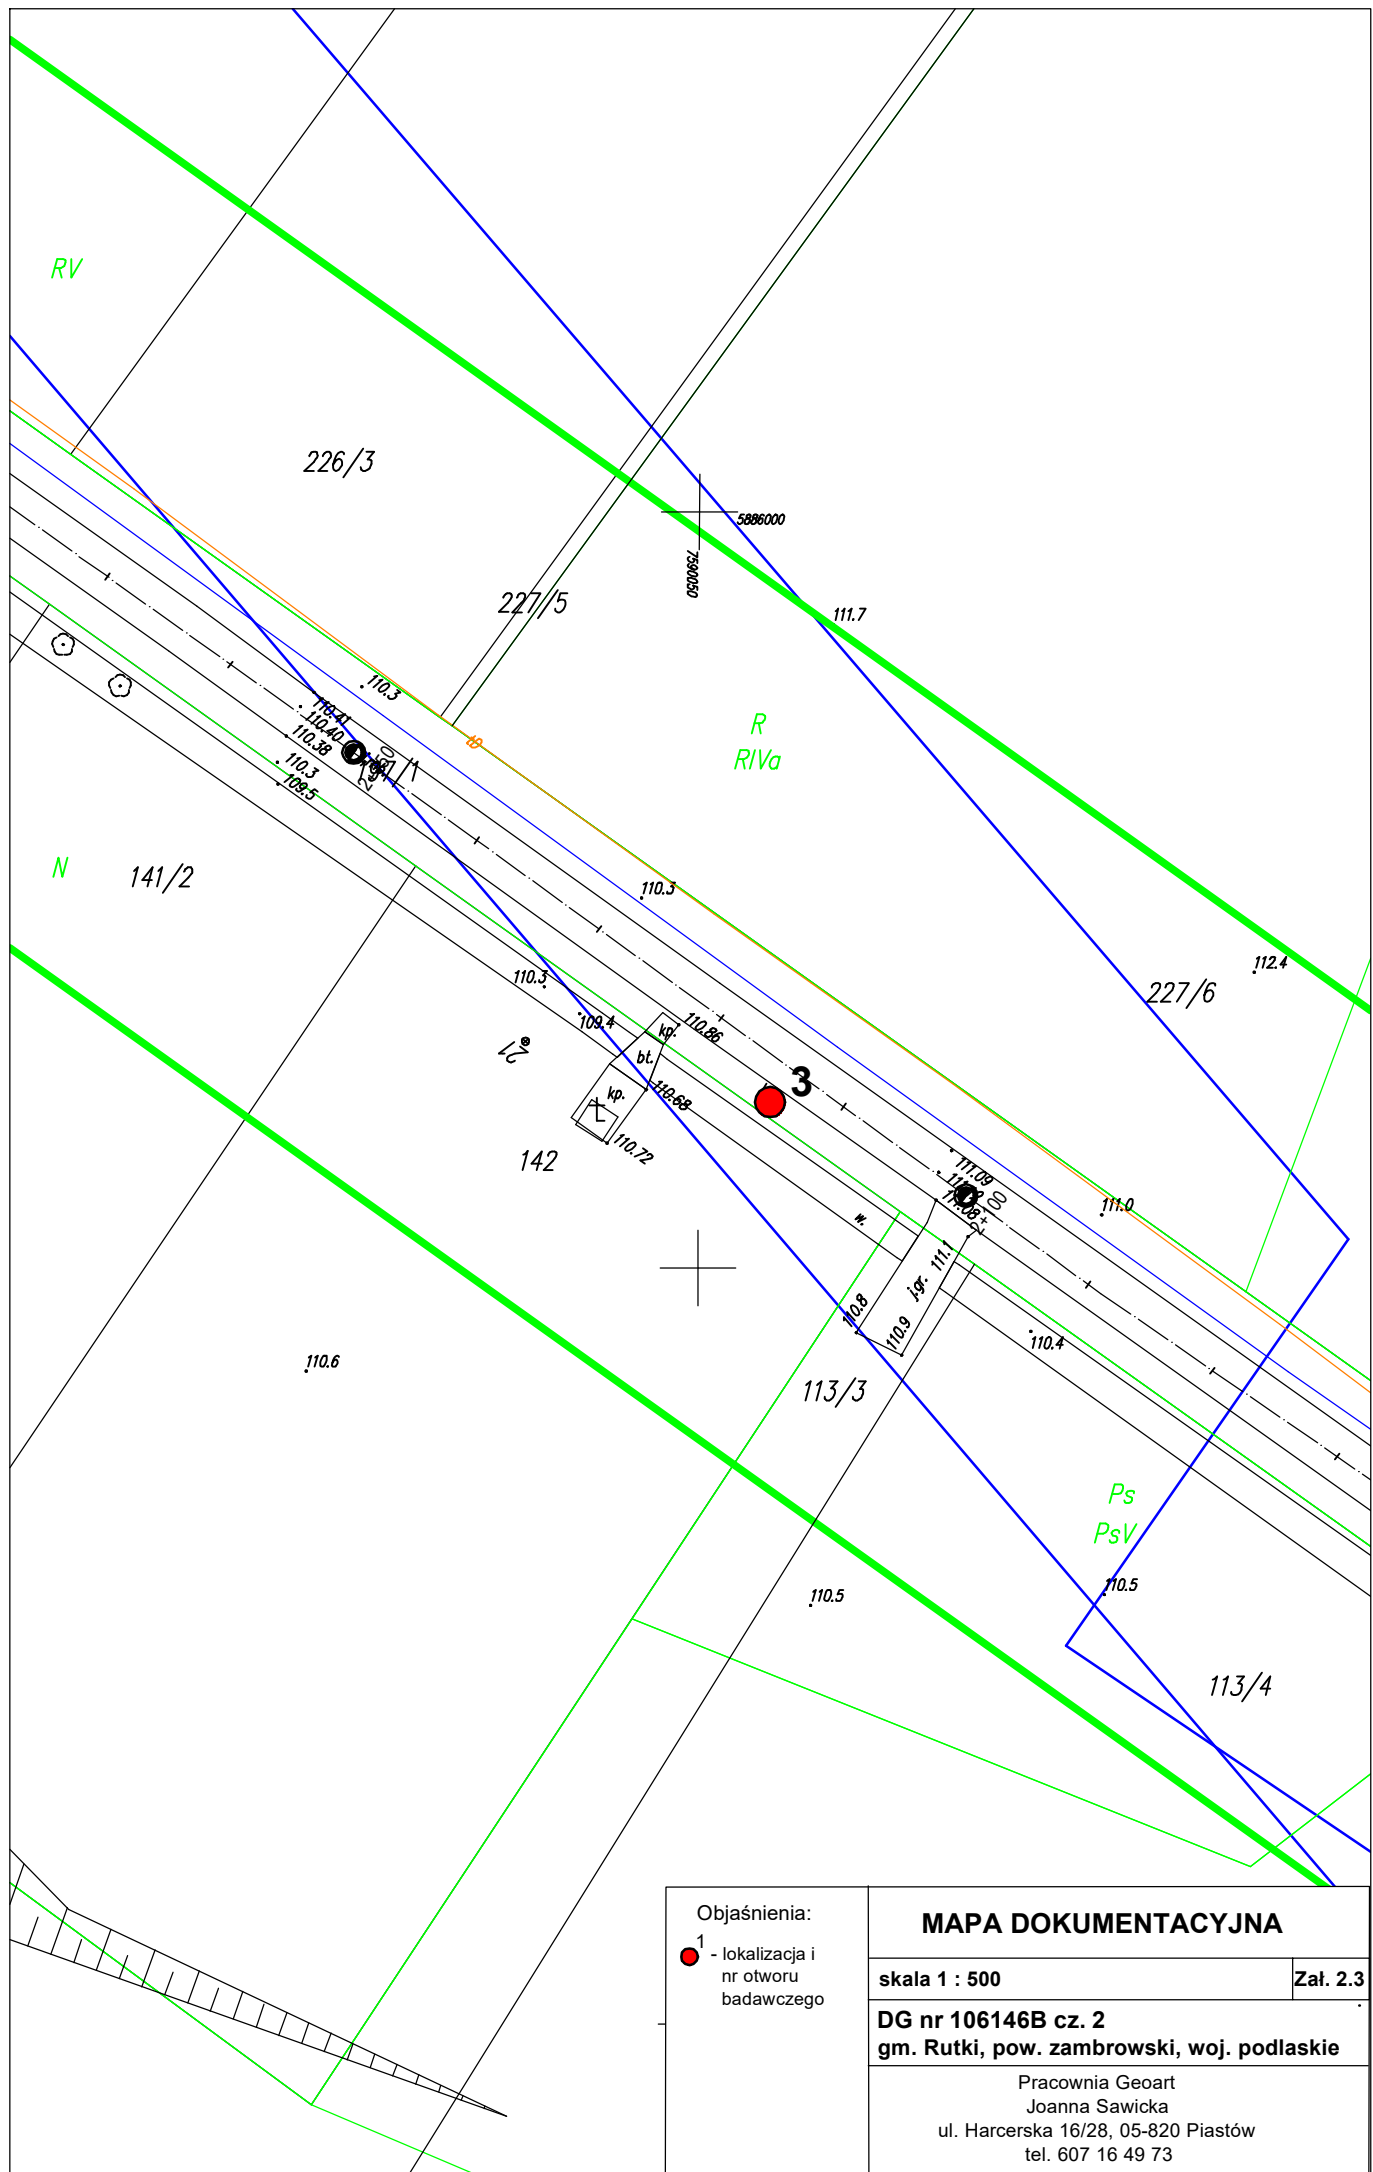 RV
226/3
5886000
7590050
227/5
111.7
110.3
110.41
110.40
110.38
110.3
109.5
R
RIVa
N
141/2
110.3
112.4
227/6
110.3
109.4
kp.
110.86
bt.
21
3
kp.
110.68
110.72
142
111.09
111.08
2+100
111.0
w.
111.1
j.gr.
110.8
110.9
110.4
110.6
113/3
Ps
PsV
110.5
110.5
113/4
Objaśnienia:
1
- lokalizacja i
nr otworu
badawczego
MAPA DOKUMENTACYJNA
skala 1 : 500
Zał. 2.3
DG nr 106146B cz. 2
gm. Rutki, pow. zambrowski, woj. podlaskie
Pracownia Geoart
Joanna Sawicka
ul. Harcerska 16/28, 05-820 Piastów
tel. 607 16 49 73